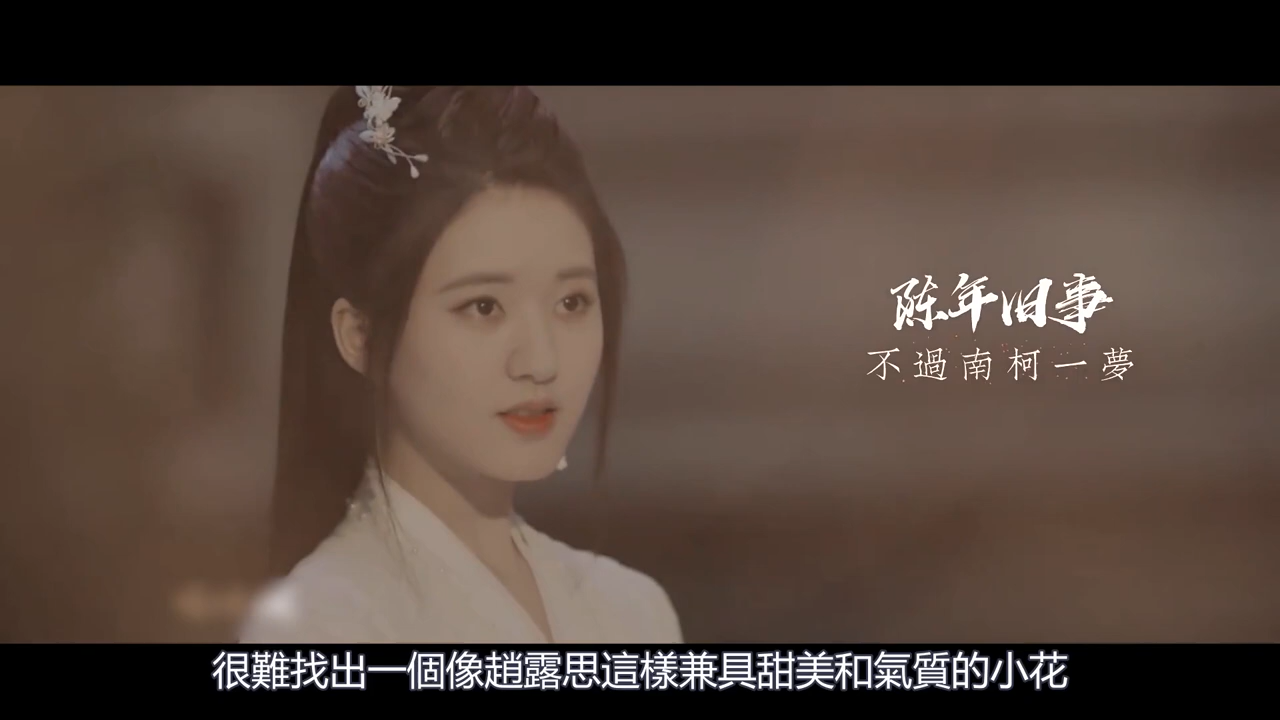 陈年旧事
不過南柯一夢
很難找出一個像趙露思這樣兼具甜美和氣質的小花